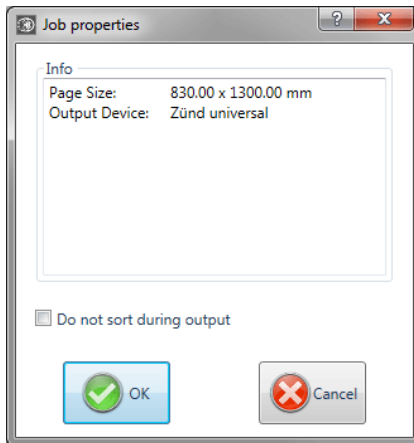 Job properties
?
Info
Page Size: 830.00 x 1300.00 mm
Output Device: Zünd universal
Do not sort during output
OK
Cancel